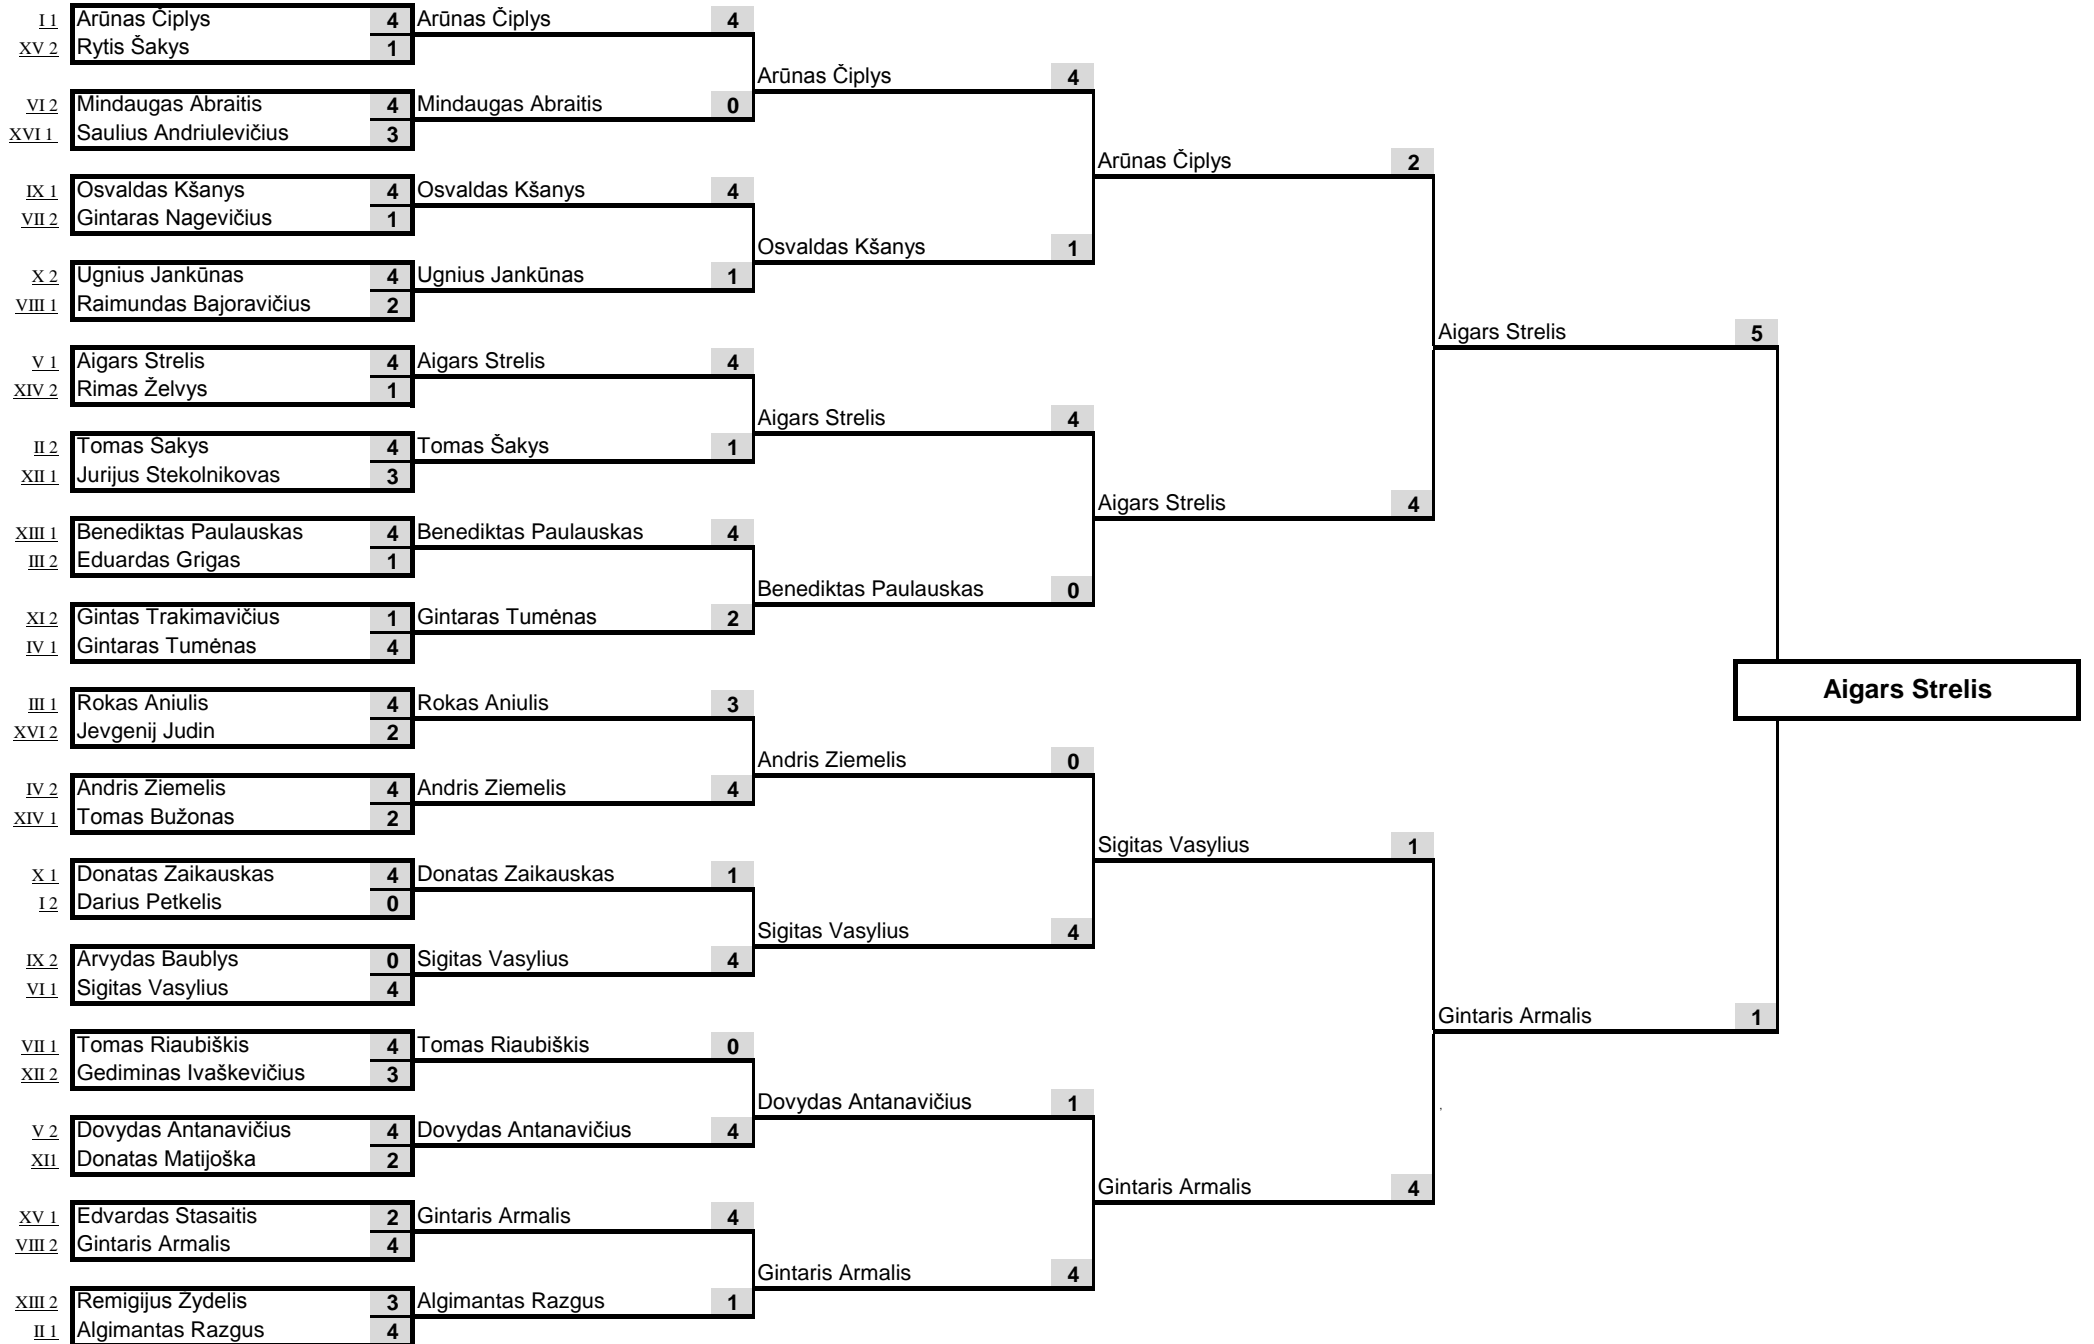 I 1 Arūnas Čiplys 4 Arūnas Čiplys 4
XV 2 Rytis Šakys 1
Arūnas Čiplys 4
VI 2 Mindaugas Abraitis 4 Mindaugas Abraitis 0
XVI 1 Saulius Andriulevičius 3
Arūnas Čiplys 2
IX 1 Osvaldas Kšanys 4 Osvaldas Kšanys 4
VII 2 Gintaras Nagevičius 1
Osvaldas Kšanys 1
X 2 Ugnius Jankūnas 4 Ugnius Jankūnas 1
VIII 1 Raimundas Bajoravičius 2
Aigars Strelis 5
V 1 Aigars Strelis 4 Aigars Strelis 4
XIV 2 Rimas Želvys 1
Aigars Strelis 4
II 2 Tomas Šakys 4 Tomas Šakys 1
XII 1 Jurijus Stekolnikovas 3
Aigars Strelis 4
XIII 1 Benediktas Paulauskas 4 Benediktas Paulauskas 4
III 2 Eduardas Grigas 1
Benediktas Paulauskas 0
XI 2 Gintas Trakimavičius 1 Gintaras Tumėnas 2
IV 1 Gintaras Tumėnas 4
Aigars Strelis
III 1 Rokas Aniulis 4 Rokas Aniulis 3
XVI 2 Jevgenij Judin 2
Andris Ziemelis 0
IV 2 Andris Ziemelis 4 Andris Ziemelis 4
XIV 1 Tomas Bužonas 2
Sigitas Vasylius 1
X 1 Donatas Zaikauskas 4 Donatas Zaikauskas 1
I 2 Darius Petkelis 0
Sigitas Vasylius 4
IX 2 Arvydas Baublys 0 Sigitas Vasylius 4
VI 1 Sigitas Vasylius 4
Gintaris Armalis 1
VII 1 Tomas Riaubiškis 4 Tomas Riaubiškis 0
XII 2 Gediminas Ivaškevičius 3
Dovydas Antanavičius 1
V 2 Dovydas Antanavičius 4 Dovydas Antanavičius 4
XI1 Donatas Matijoška 2
Gintaris Armalis 4
XV 1 Edvardas Stasaitis 2 Gintaris Armalis 4
VIII 2 Gintaris Armalis 4
Gintaris Armalis 4
XIII 2 Remigijus Žydelis 3 Algimantas Razgus 1
II 1 Algimantas Razgus 4